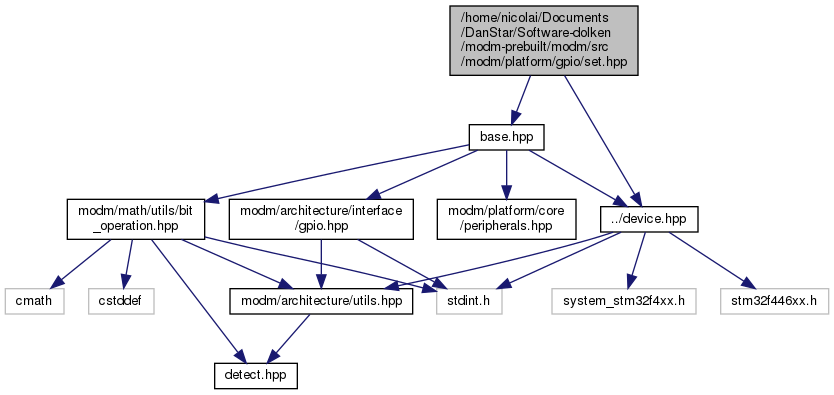 /home/nicolai/Documents
/DanStar/Software-dolken
/modm-prebuilt/modm/src
/modm/platform/gpio/set.hpp
base.hpp
modm/math/utils/bit
_operation.hpp
modm/architecture/interface
/gpio.hpp
modm/platform/core
/peripherals.hpp
../device.hpp
cmath
cstddef
modm/architecture/utils.hpp
stdint.h
system_stm32f4xx.h
stm32f446xx.h
detect.hpp